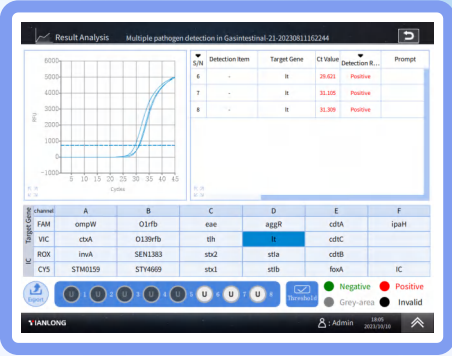 Result Analysis Multiple pathogen detection in Gasintestinal-21-20230811162244
6000
5000
4000
3000
2000
1000
0
-1000
RFU
5 10 15 20 25 30 35 40 45
Cycles
S/N Detection Item Target Gene Ct Value Detection R... Prompt
6 - lt 29.621 Positive
7 - lt 31.105 Positive
8 - lt 31.309 Positive
Target Gene
IC
channel A B C D E F
FAM ompW O1rfb eae aggR cdtA ipaH
VIC ctxA O139rfb tlh lt cdtC
ROX invA SEN1383 stx2 stIa cdtB
CY5 STM0159 STY4669 stx1 stIb foxA IC
Export
U 1 U 2 U 3 U 4 U 5 U 6 U 7 U 8
Threshold
Negative Positive
Grey-area Invalid
TIANLONG
: Admin
16:05
2023/10/10